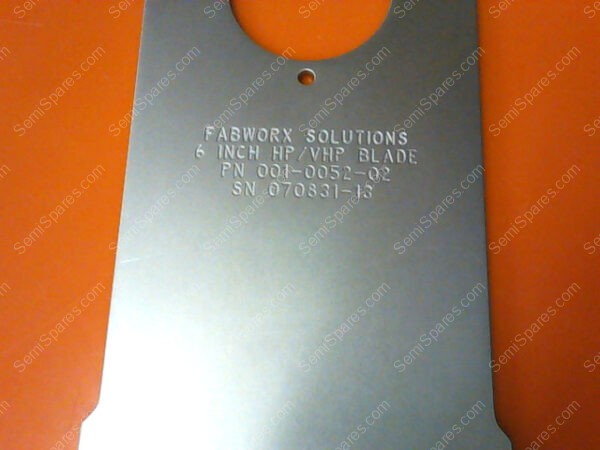 FABWORX SOLUTIONS
6 INCH HP/VHP BLADE
PN 001-0052-02
SN 070831-13
SemiSpares.com